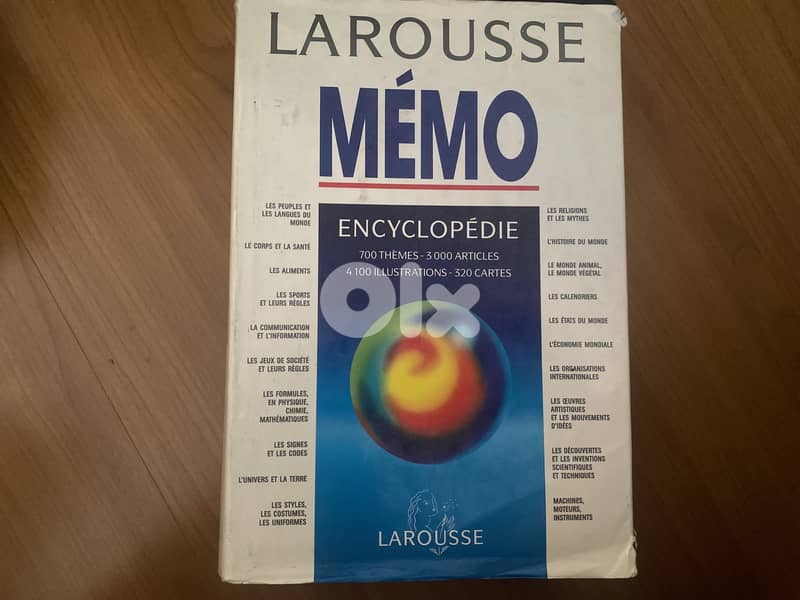 LAROUSSE
MÉMO
LES PEUPLES ET
LES LANGUES DU
MONDE
LE CORPS ET LA SANTÉ
LES ALIMENTS
LES SPORTS
ET LEURS RÈGLES
LA COMMUNICATION
ET L'INFORMATION
LES JEUX DE SOCIÉTÉ
ET LEURS RÈGLES
LES FORMULES,
EN PHYSIQUE,
CHIMIE,
MATHÉMATIQUES
LES SIGNES
ET LES CODES
L'UNIVERS ET LA TERRE
LES STYLES,
LES COSTUMES,
LES UNIFORMES
ENCYCLOPÉDIE
700 THÈMES - 3 000 ARTICLES
4 100 ILLUSTRATIONS - 320 CARTES
olx
LAROUSSE
LES RELIGIONS
ET LES MYTHES
L'HISTOIRE DU MONDE
LE MONDE ANIMAL,
LE MONDE VÉGÉTAL
LES CALENDRIERS
LES ÉTATS DU MONDE
L'ÉCONOMIE MONDIALE
LES ORGANISATIONS
INTERNATIONALES
LES ŒUVRES
ARTISTIQUES
ET LES MOUVEMENTS
D'IDÉES
LES DÉCOUVERTES
ET LES INVENTIONS
SCIENTIFIQUES
ET TECHNIQUES
MACHINES,
MOTEURS,
INSTRUMENTS